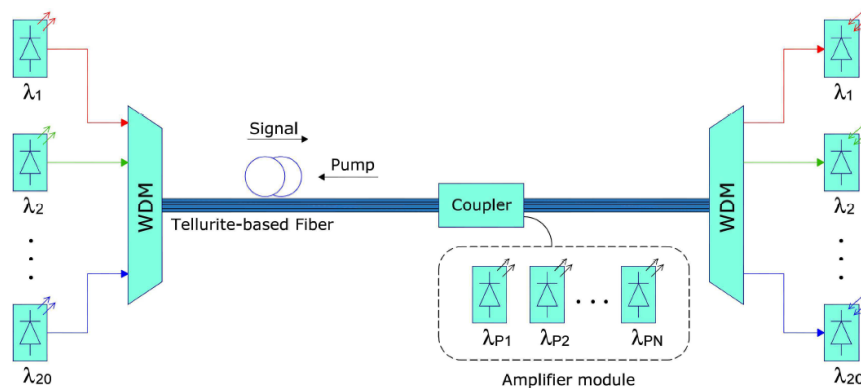 λ1
λ1
Signal
λ2
WDM
Pump
Coupler
WDM
λ2
Tellurite-based Fiber
λP1
λP2
λPN
λ20
λ20
Amplifier module